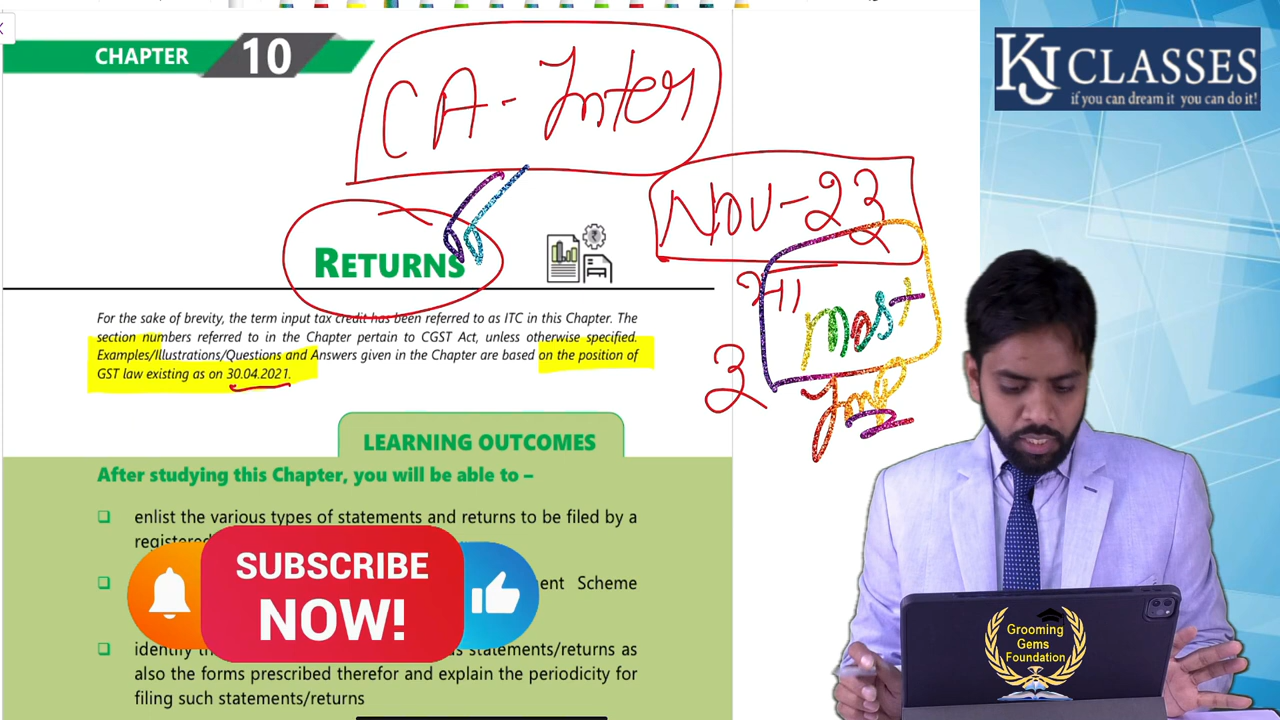 CHAPTER 10
CA - Inter
Nov-23
RETURNS
Most
Imp
3
For the sake of brevity, the term input tax credit has been referred to as ITC in this Chapter. The
section numbers referred to in the Chapter pertain to CGST Act, unless otherwise specified.
Examples/Illustrations/Questions and Answers given in the Chapter are based on the position of
GST law existing as on 30.04.2021.
LEARNING OUTCOMES
After studying this Chapter, you will be able to –
enlist the various types of statements and returns to be filed by a
registered
ent Scheme
identify
statements/returns as
also the forms prescribed therefor and explain the periodicity for
filing such statements/returns
SUBSCRIBE
NOW!
KJ CLASSES
if you can dream it you can do it!
Grooming
Gems
Foundation